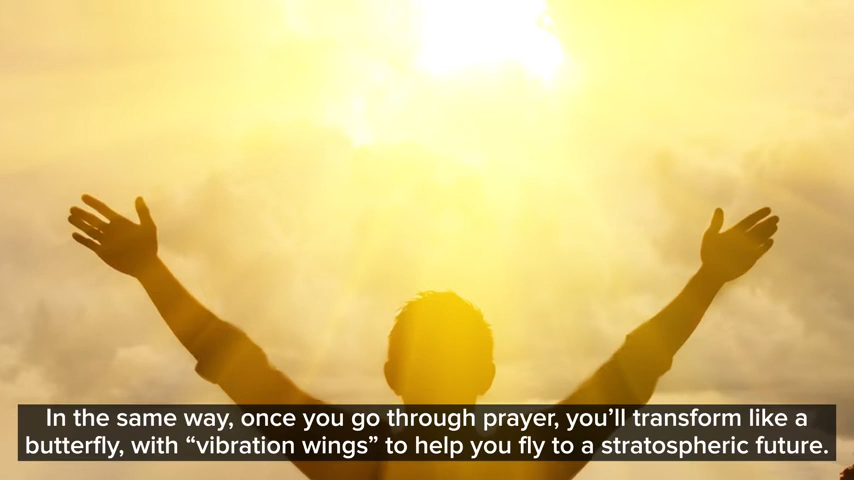 In the same way, once you go through prayer, you’ll transform like a
butterfly, with “vibration wings” to help you fly to a stratospheric future.